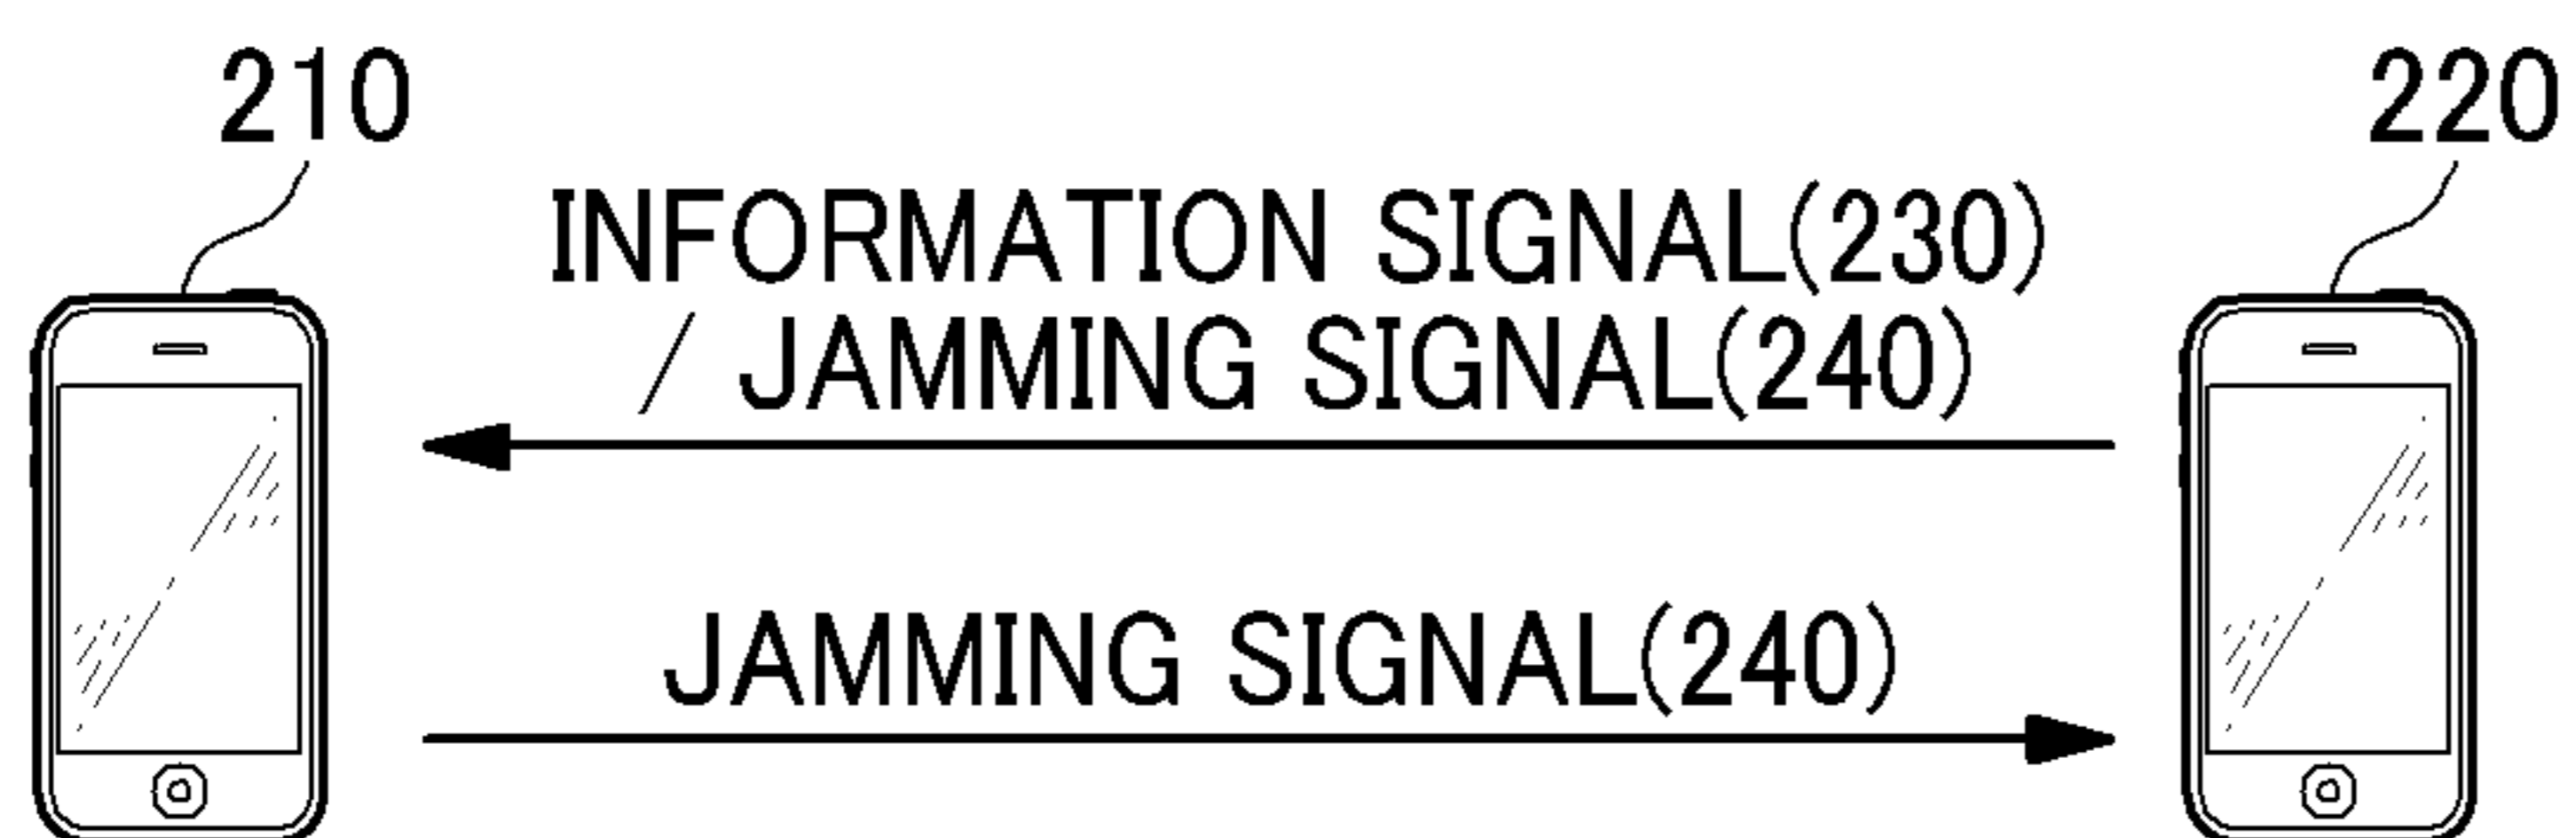 210
220
INFORMATION SIGNAL(230)
/ JAMMING SIGNAL(240)
JAMMING SIGNAL(240)